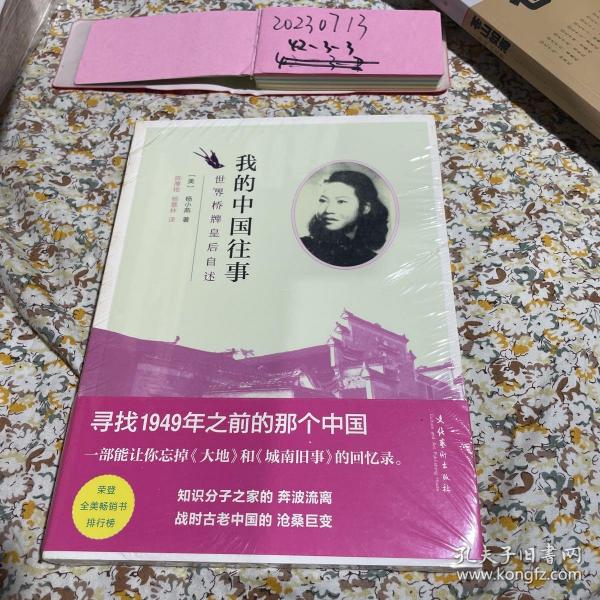 20230713
42-3-3
我的中国往事
世界桥牌皇后自述
［美］ 杨小燕 著
寻找1949年之前的那个中国
一部能让你忘掉《大地》和《城南旧事》的回忆录。
荣登
全美畅销书
排行榜
知识分子之家的 奔波流离
战时古老中国的 沧桑巨变
文化艺术出版社
孔夫子旧书网
www.kongfz.com